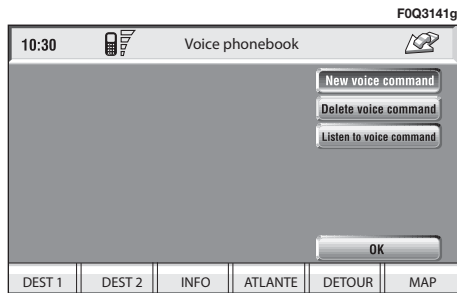 F0Q3141g
10:30 Voice phonebook
New voice command
Delete voice command
Listen to voice command
OK
DEST 1 DEST 2 INFO ATLANTE DETOUR MAP